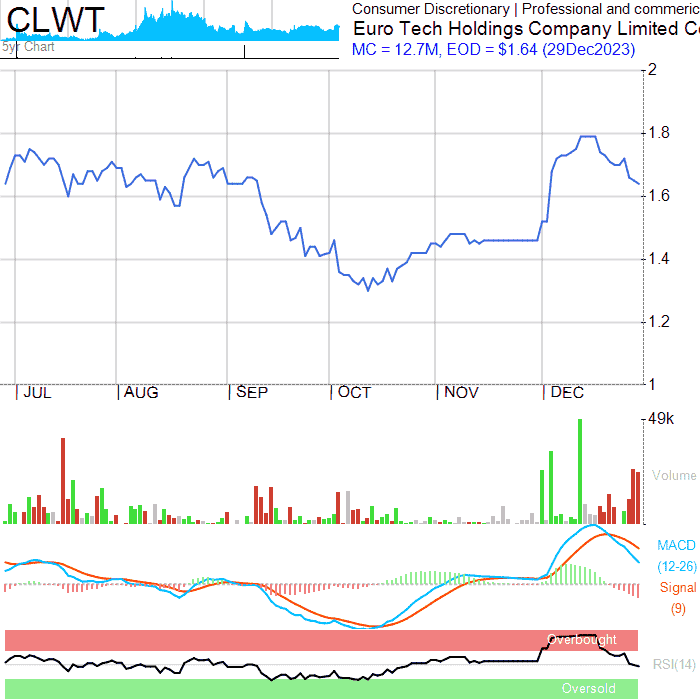 CLWT
5yr Chart
Consumer Discretionary | Professional and commeric
Euro Tech Holdings Company Limited Co
MC = 12.7M, EOD = $1.64 (29Dec2023)
2
1.8
1.6
1.4
1.2
1
JUL AUG SEP OCT NOV DEC
49k
Volume
MACD
(12-26)
Signal
(9)
Overbought
RSI(14)
Oversold